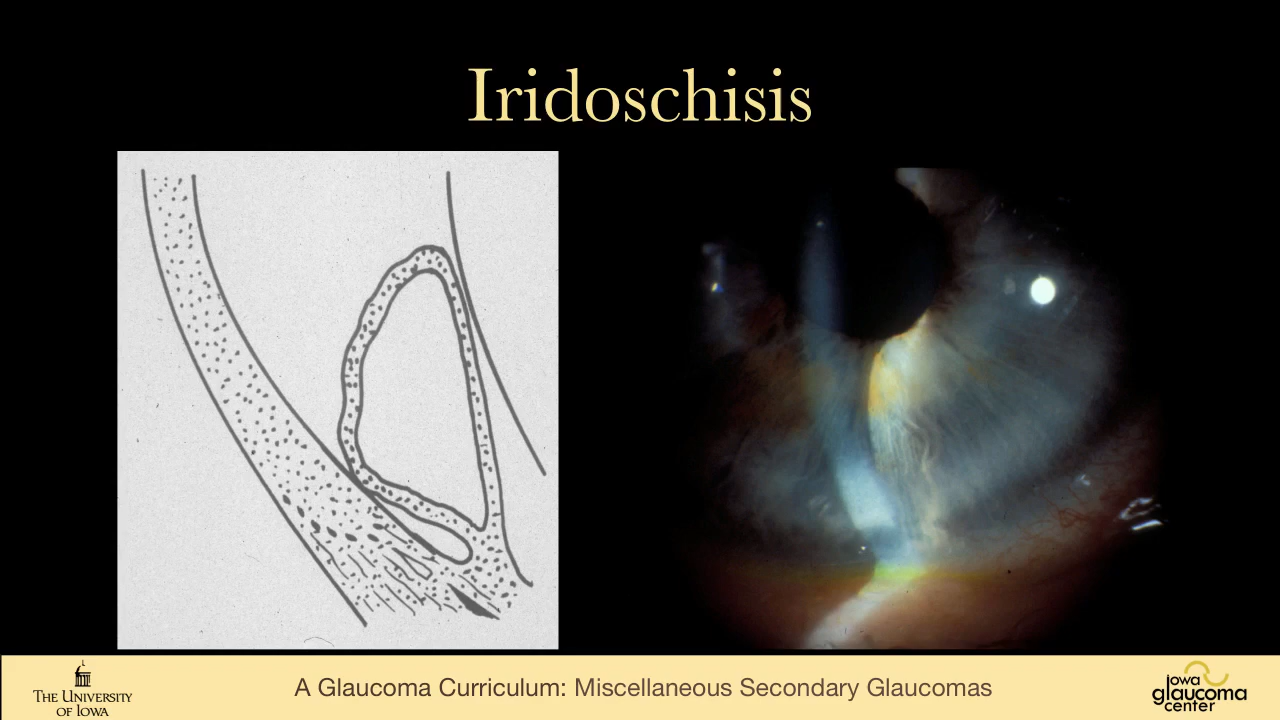 Iridoschisis
THE UNIVERSITY
OF IOWA
A Glaucoma Curriculum: Miscellaneous Secondary Glaucomas
Iowa
glaucoma
center